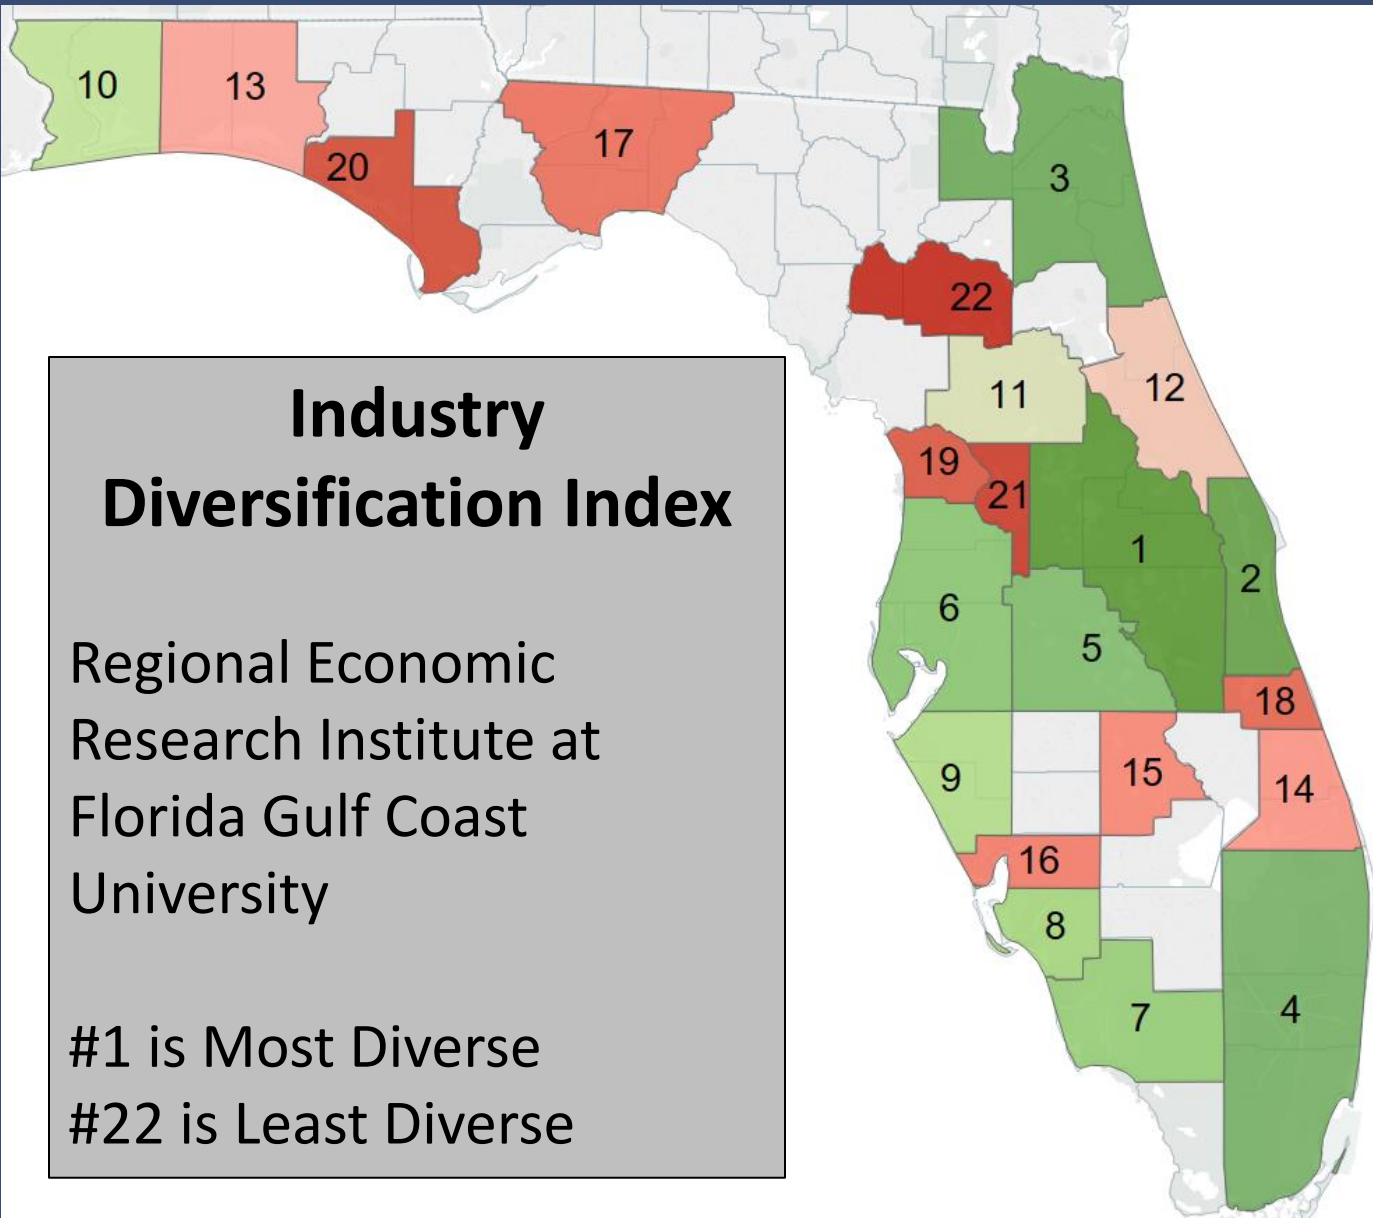 10
13
17
20
3
22
11
12
19
21
1
2
6
5
18
9
15
14
16
8
7
4
Industry
Diversification Index
Regional Economic
Research Institute at
Florida Gulf Coast
University
#1 is Most Diverse
#22 is Least Diverse